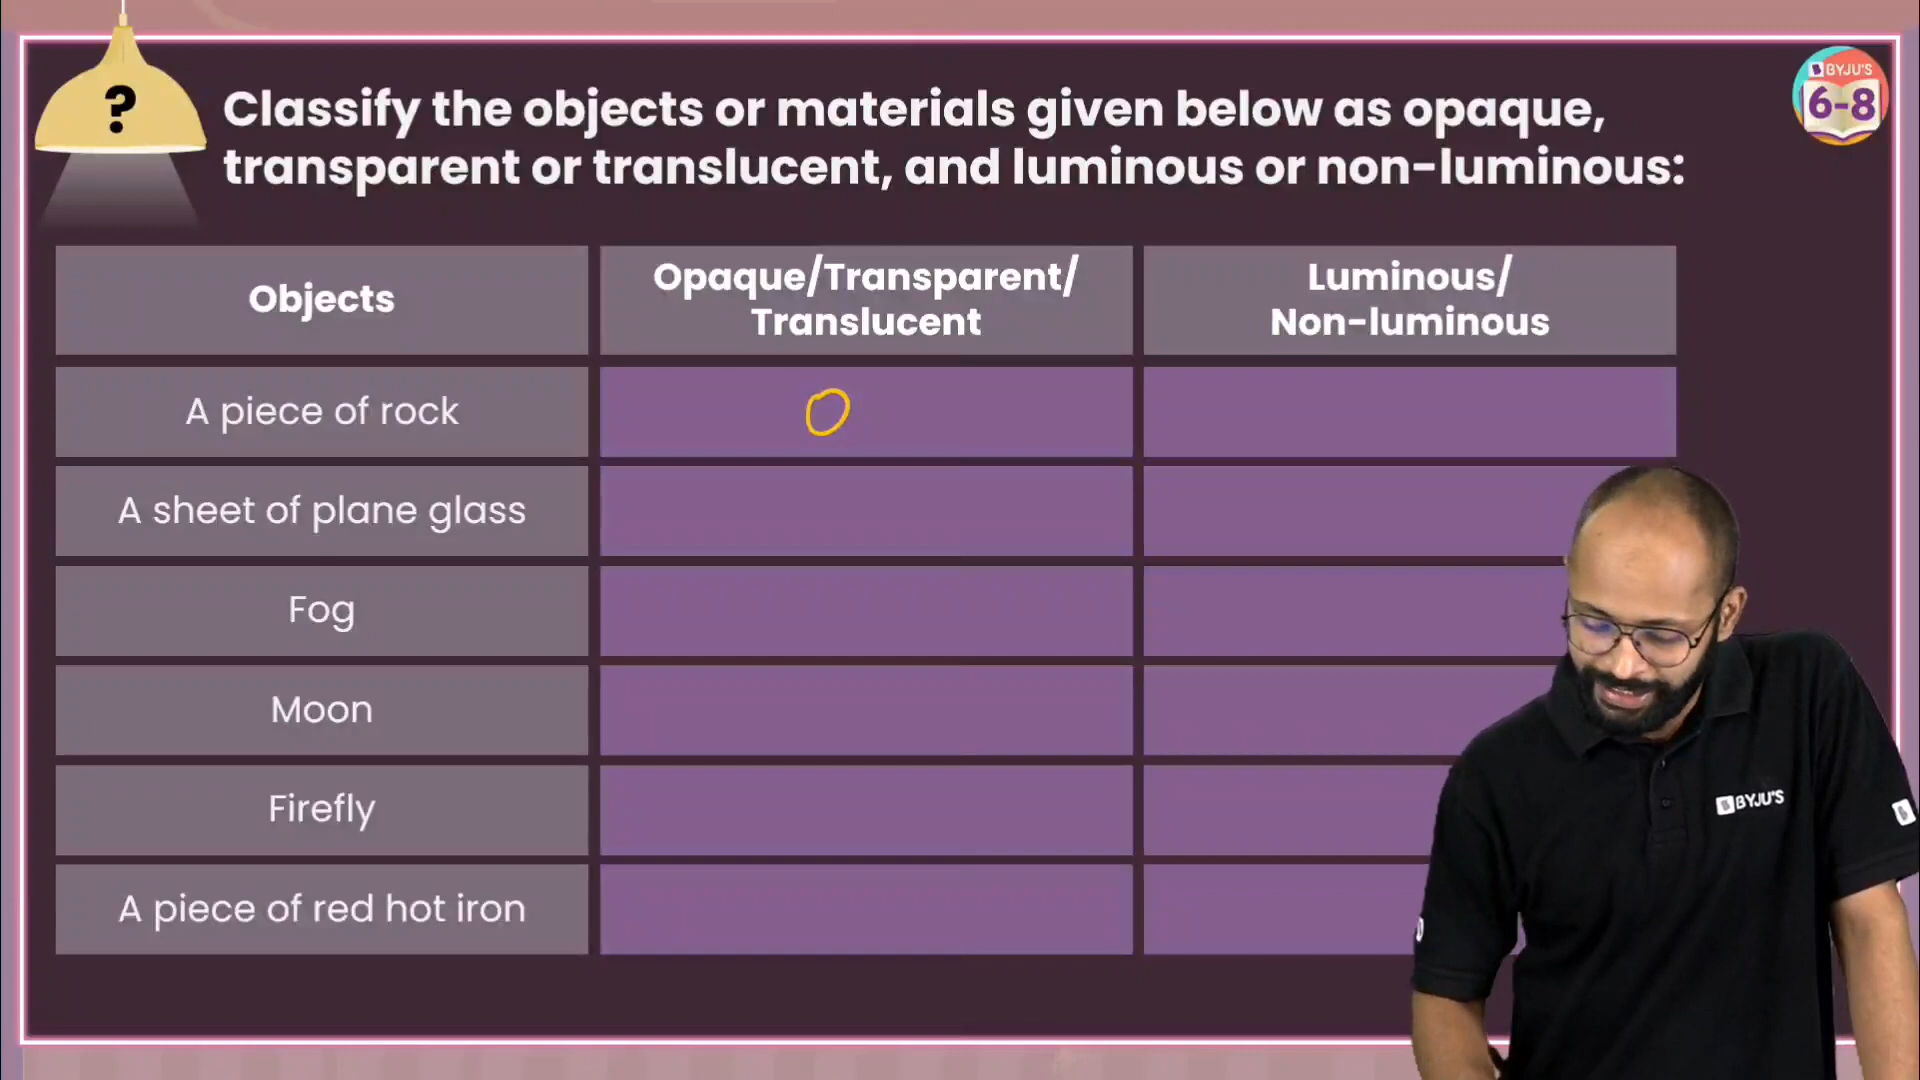 ?
Classify the objects or materials given below as opaque,
transparent or translucent, and luminous or non-luminous:
BYJU'S
6-8
Objects
Opaque/Transparent/
Translucent
Luminous/
Non-luminous
A piece of rock
O
A sheet of plane glass
Fog
Moon
Firefly
A piece of red hot iron
BYJU'S